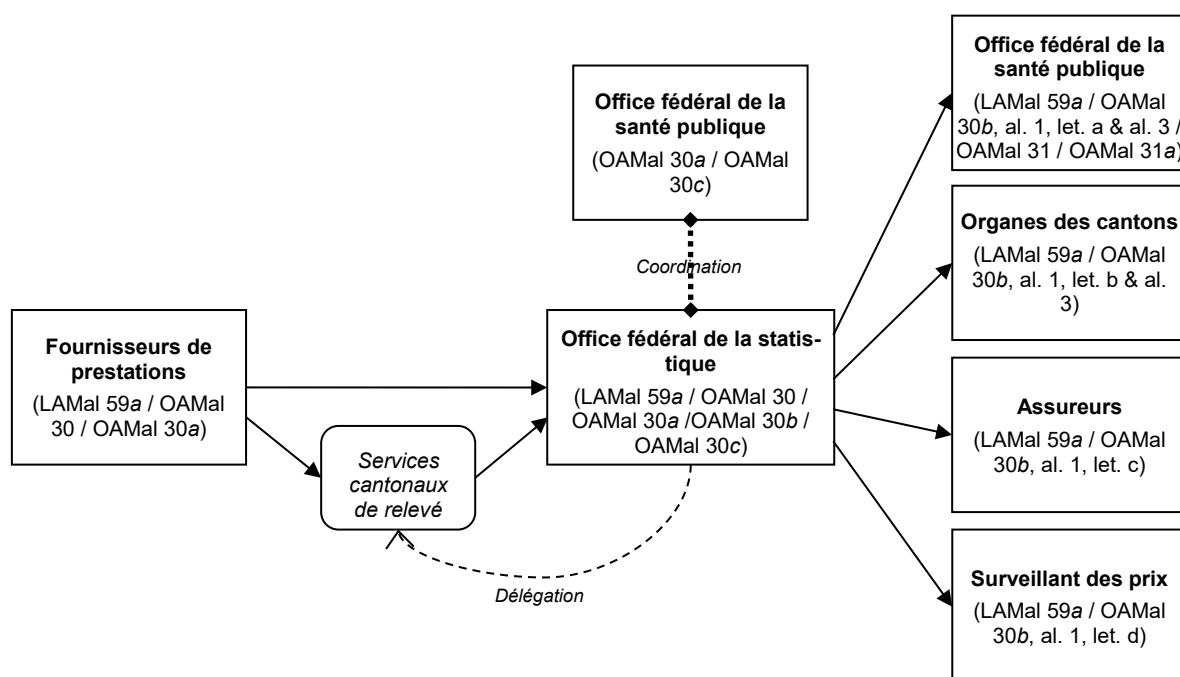 Fournisseurs de
prestations
(LAMal 59a / OAMal
30 / OAMal 30a)
Services
cantonaux
de relevé
Office fédéral de la
santé publique
(OAMal 30a / OAMal
30c)
Coordination
Office fédéral de la statis-
tique
(LAMal 59a / OAMal 30 /
OAMal 30a /OAMal 30b /
OAMal 30c)
Délégation
Office fédéral de la
santé publique
(LAMal 59a / OAMal
30b, al. 1, let. a & al. 3 /
OAMal 31 / OAMal 31a)
Organes des cantons
(LAMal 59a / OAMal
30b, al. 1, let. b & al.
3)
Assureurs
(LAMal 59a / OAMal
30b, al. 1, let. c)
Surveillant des prix
(LAMal 59a / OAMal
30b, al. 1, let. d)